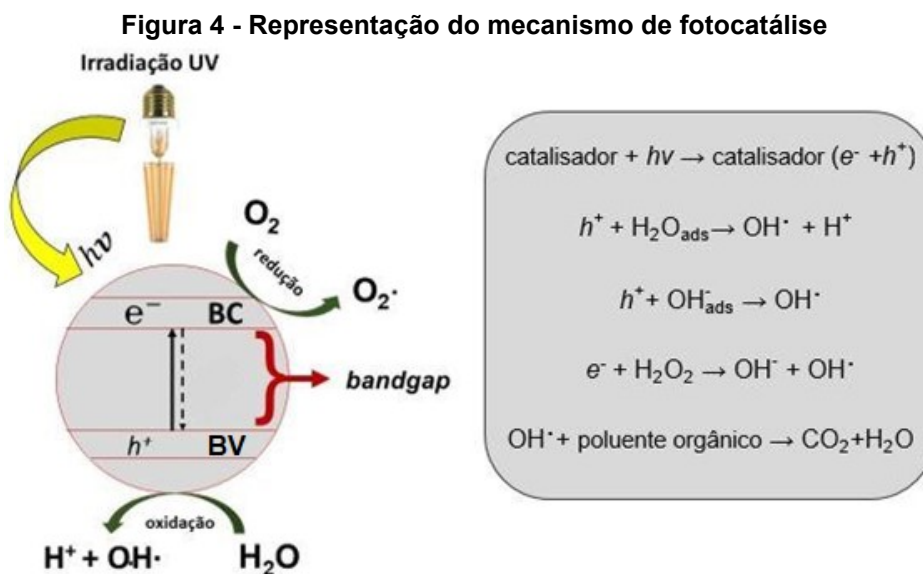 Figura 4 - Representação do mecanismo de fotocatálise
Irradiação UV
hν
O₂
redução
O₂·
e⁻ BC
bandgap
h⁺ BV
oxidação
H⁺ + OH· H₂O
catalisador + hv → catalisador (e⁻ +h⁺)
h⁺ + H₂Oads→ OH· + H⁺
h⁺ + OH⁻ads → OH·
e⁻ + H₂O₂ → OH⁻ + OH·
OH·+ poluente orgânico → CO₂+H₂O